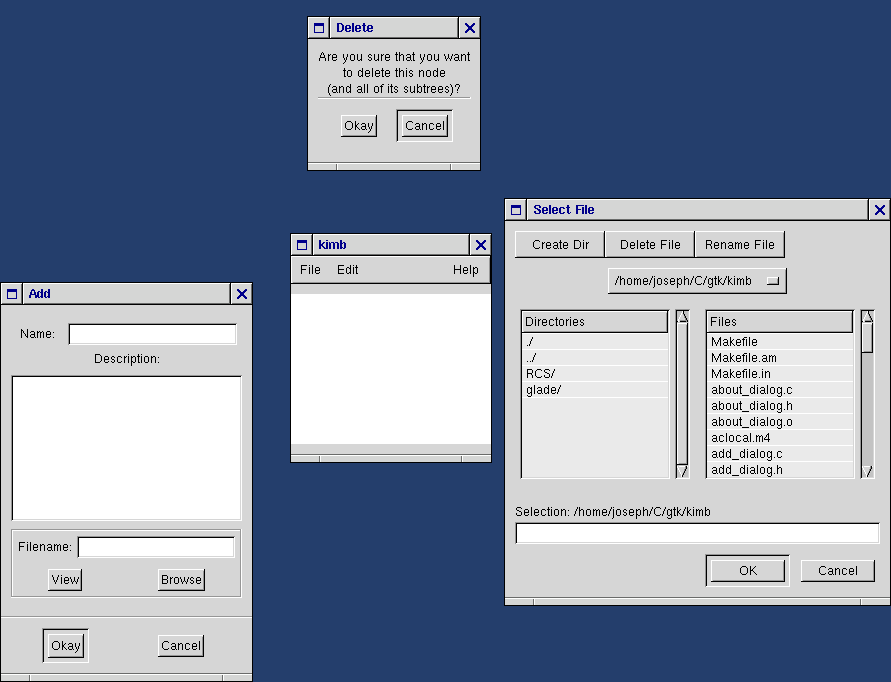 Delete
Are you sure that you want
to delete this node
(and all of its subtrees)?
Okay Cancel
Select File
Create Dir Delete File Rename File
/home/joseph/C/gtk/kimb
Directories Files
./ Makefile
../ Makefile.am
RCS/ Makefile.in
glade/ about_dialog.c
about_dialog.h
about_dialog.o
aclocal.m4
add_dialog.c
add_dialog.h
Selection: /home/joseph/C/gtk/kimb
OK Cancel
kimb
File Edit Help
Add
Name:
Description:
Filename:
View Browse
Okay Cancel